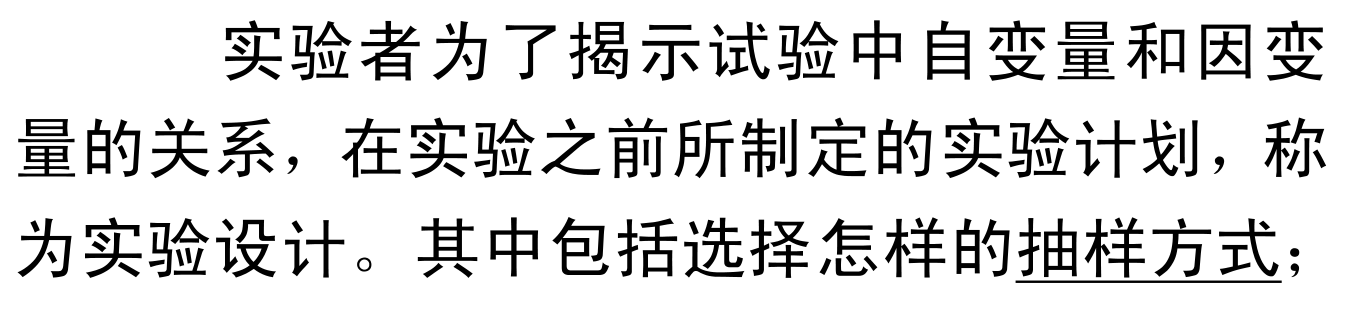 实验者为了揭示试验中自变量和因变
量的关系，在实验之前所制定的实验计划，称
为实验设计。其中包括选择怎样的抽样方式；